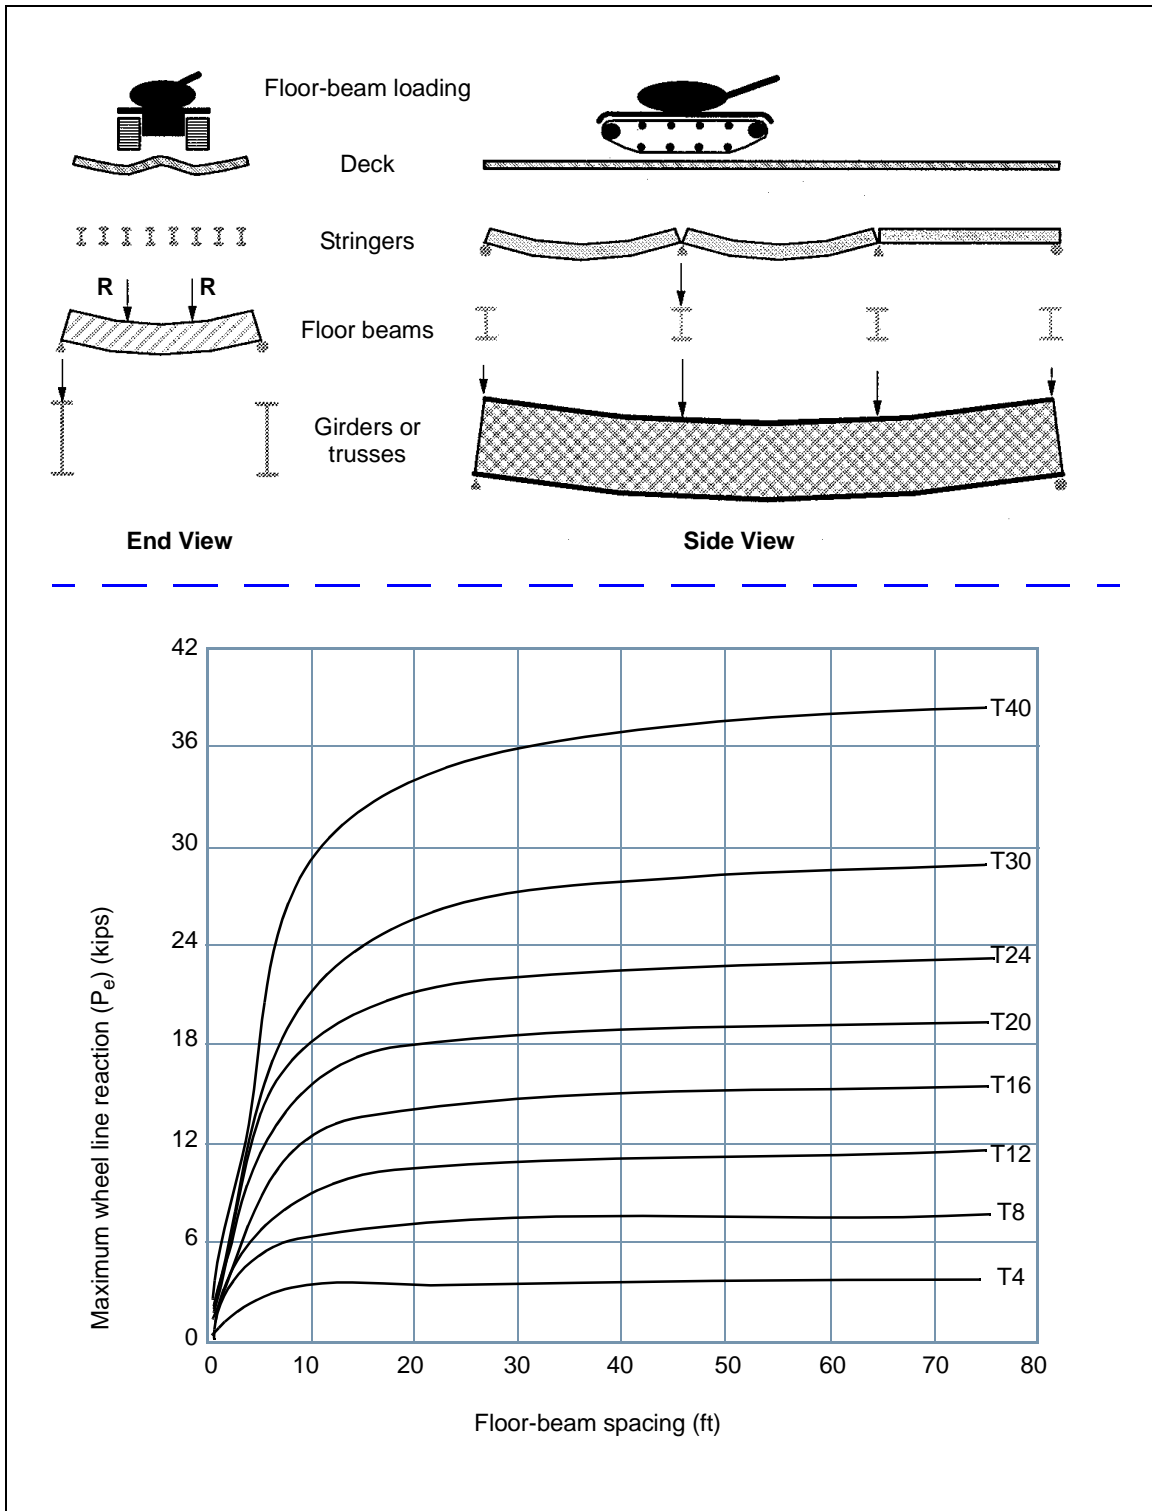 Floor-beam loading
Deck
Stringers
R R
Floor beams
Girders or
trusses
End View Side View
Maximum wheel line reaction (Pe) (kips)
42
36
30
24
18
12
6
0
T40
T30
T24
T20
T16
T12
T8
T4
0 10 20 30 40 50 60 70 80
Floor-beam spacing (ft)